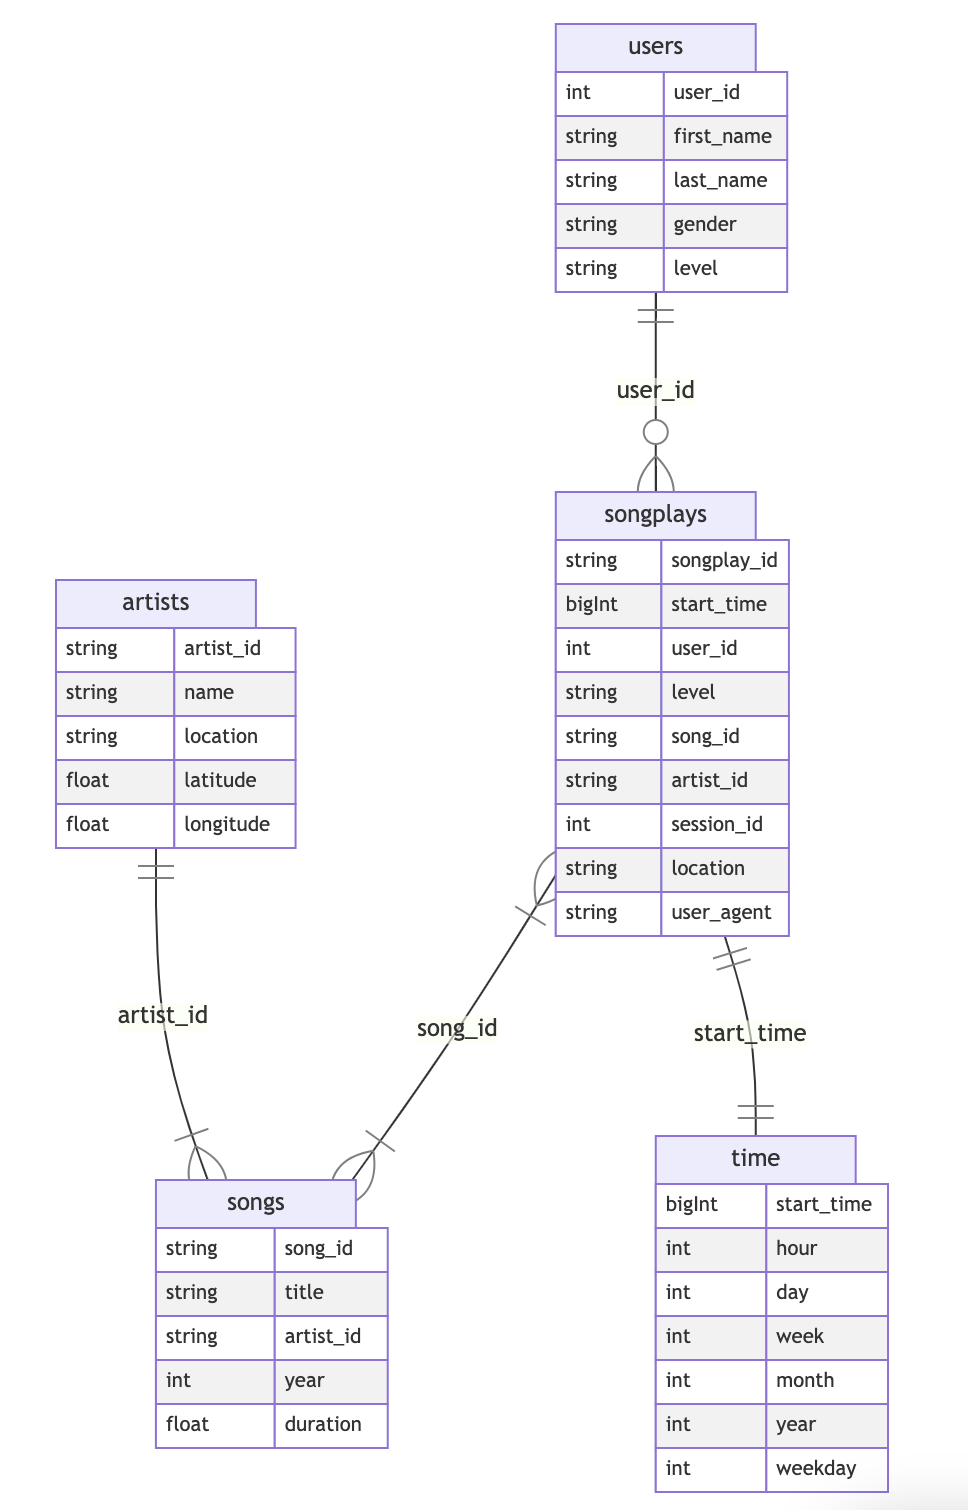 users
int user_id
string first_name
string last_name
string gender
string level
user_id
songplays
string songplay_id
bigInt start_time
int user_id
string level
string song_id
string artist_id
int session_id
string location
string user_agent
artists
string artist_id
string name
string location
float latitude
float longitude
artist_id
song_id
start_time
songs
string song_id
string title
string artist_id
int year
float duration
time
bigInt start_time
int hour
int day
int week
int month
int year
int weekday